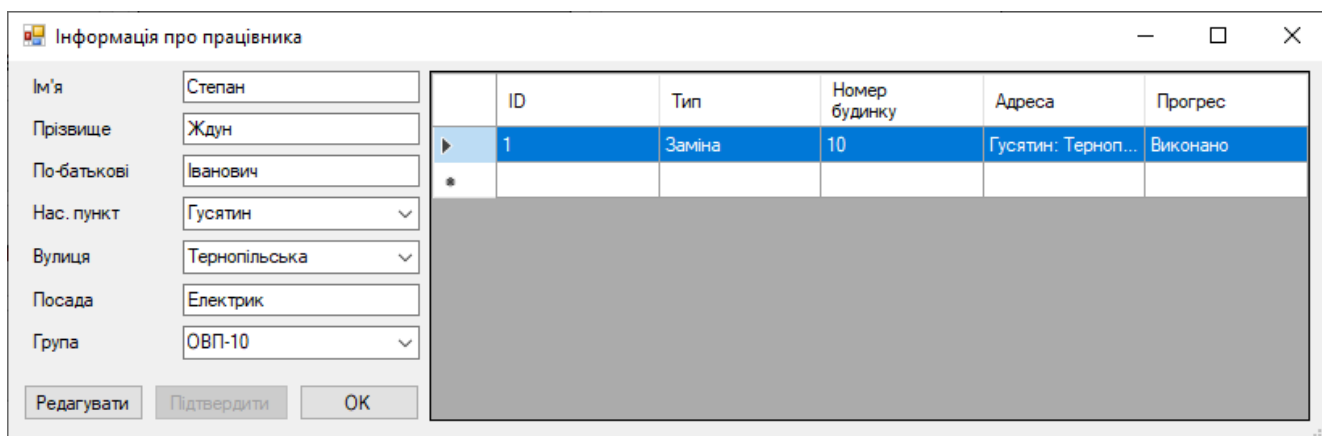 Інформація про працівника
Ім'я Степан
Прізвище Ждун
По-батькові Іванович
Нас. пункт Гусятин
Вулиця Тернопільська
Посада Електрик
Група ОВП-10
Редагувати Підтвердити ОК
ID Тип Номер будинку Адреса Прогрес
1 Заміна 10 Гусятин: Терноп... Виконано